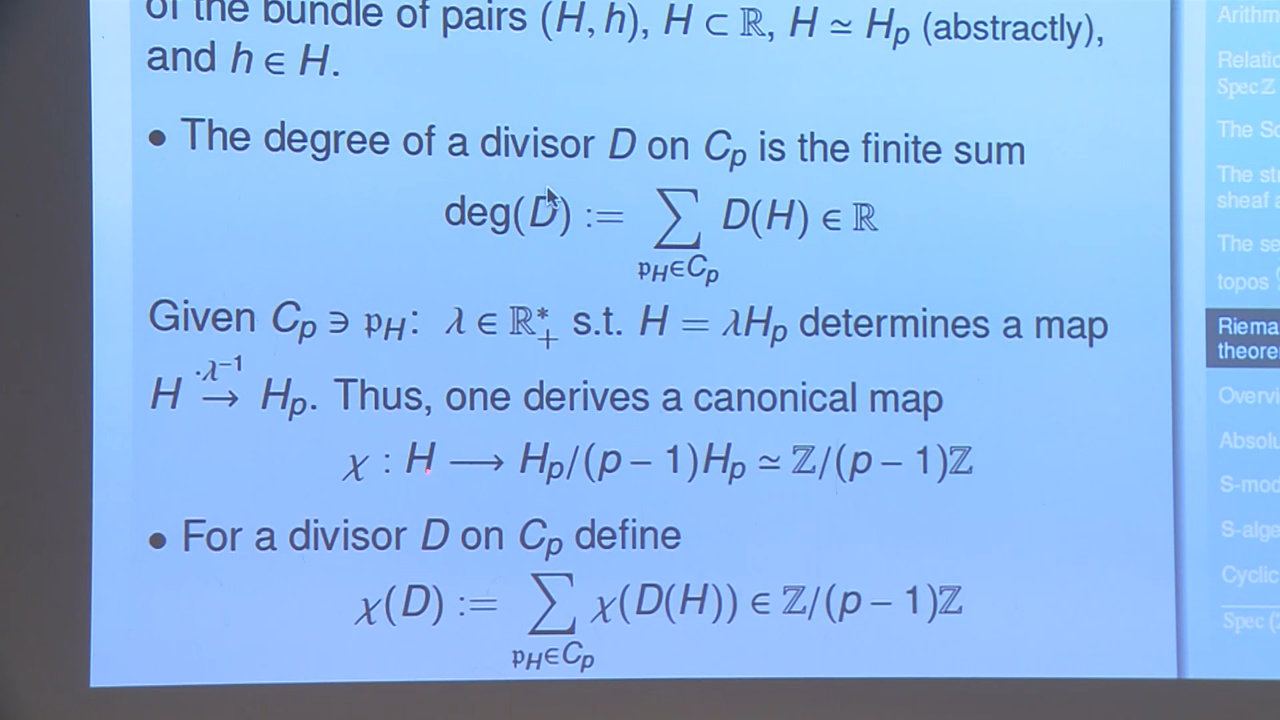 of the bundle of pairs (H, h), H ⊂ ℝ, H ≃ H_p (abstractly),
and h ∈ H.
• The degree of a divisor D on C_p is the finite sum
deg(D) := ∑_{𝔭_H∈C_p} D(H) ∈ ℝ
Given C_p ∋ 𝔭_H: λ ∈ ℝ*₊ s.t. H = λH_p determines a map
H →^{·λ⁻¹} H_p. Thus, one derives a canonical map
χ : H ⟶ H_p/(p − 1)H_p ≃ ℤ/(p − 1)ℤ
• For a divisor D on C_p define
χ(D) := ∑_{𝔭_H∈C_p} χ(D(H)) ∈ ℤ/(p − 1)ℤ
Arithm
Relatio
Spec ℤ
The Sc
The st
sheaf a
The se
topos
Riema
theore
Overvi
Absolu
S-mod
S-alge
Cyclic
Spec (ℤ